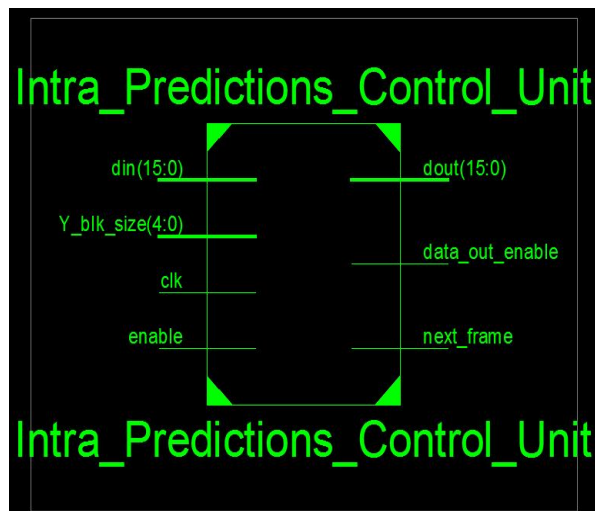 Intra_Predictions_Control_Unit
din(15:0)
dout(15:0)
Y_blk_size(4:0)
data_out_enable
clk
enable
next_frame
Intra_Predictions_Control_Unit